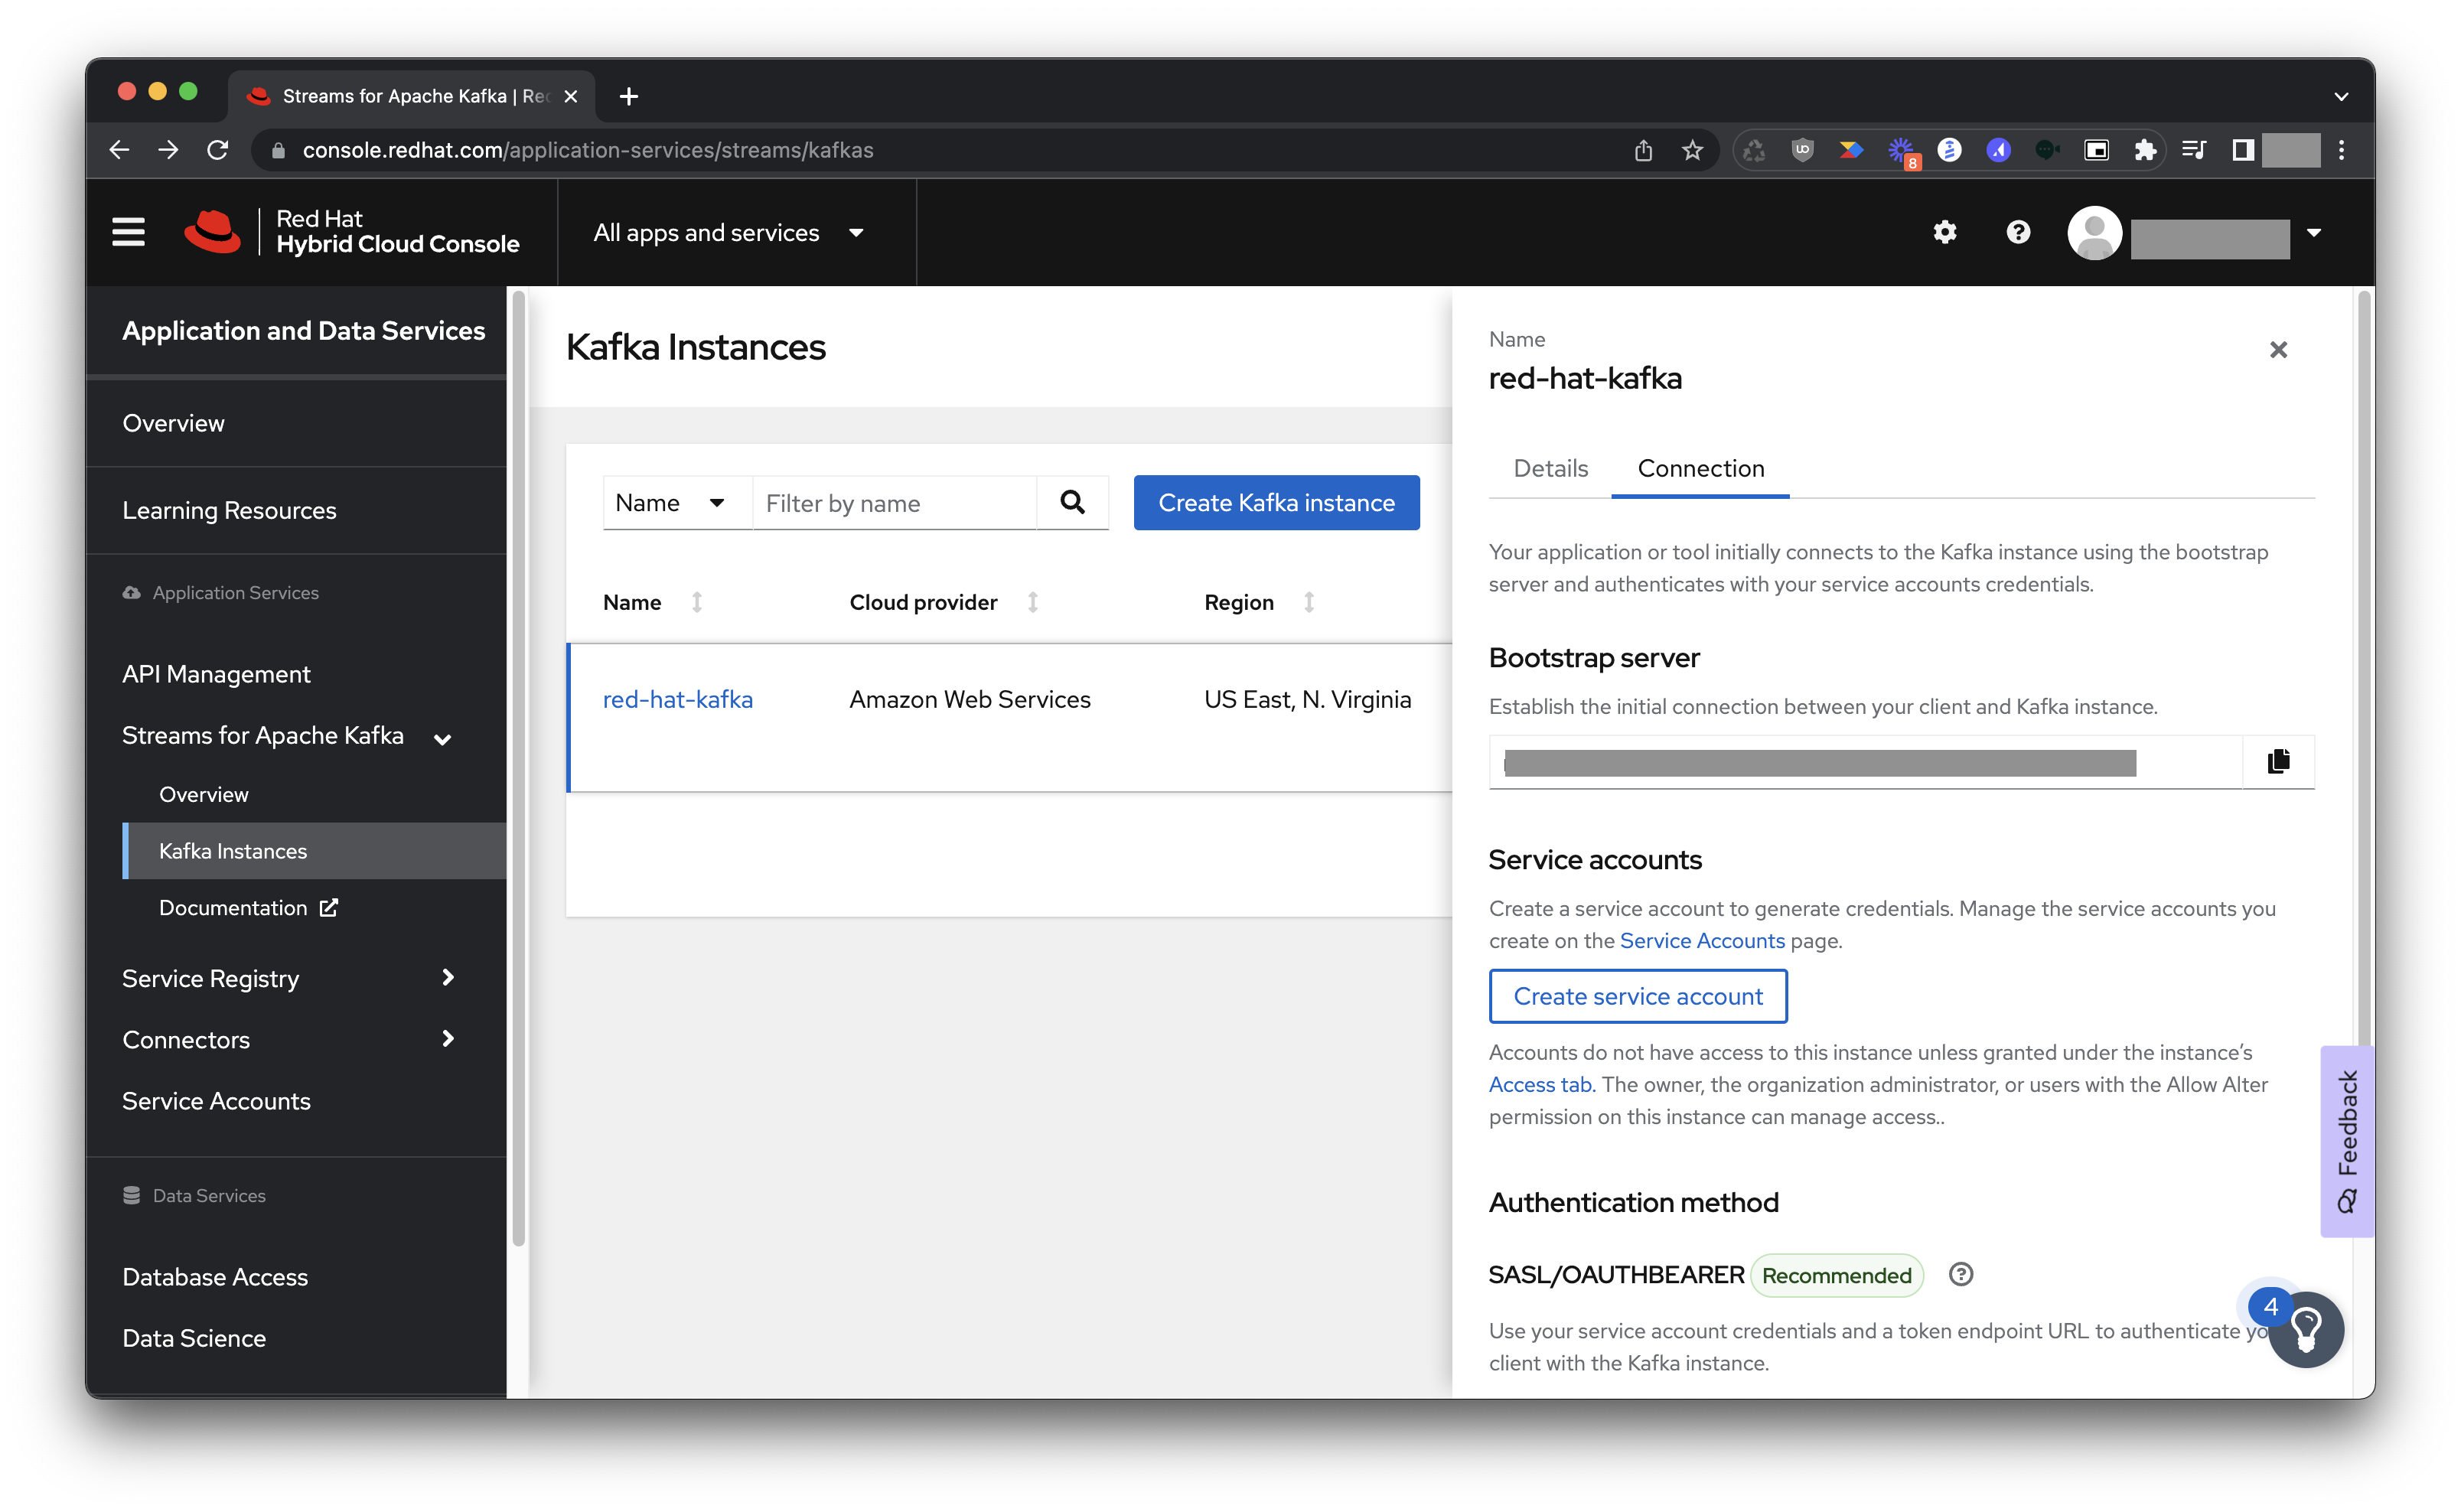 Streams for Apache Kafka | Re
console.redhat.com/application-services/streams/kafkas
8
Red Hat
Hybrid Cloud Console
All apps and services
Application and Data Services
Overview
Learning Resources
Application Services
API Management
Streams for Apache Kafka
Overview
Kafka Instances
Documentation
Service Registry
Connectors
Service Accounts
Data Services
Database Access
Data Science
Kafka Instances
Name
Filter by name
Create Kafka instance
Name
Cloud provider
Region
red-hat-kafka
Amazon Web Services
US East, N. Virginia
Name
red-hat-kafka
Details
Connection
Your application or tool initially connects to the Kafka instance using the bootstrap
server and authenticates with your service accounts credentials.
Bootstrap server
Establish the initial connection between your client and Kafka instance.
Service accounts
Create a service account to generate credentials. Manage the service accounts you
create on the Service Accounts page.
Create service account
Accounts do not have access to this instance unless granted under the instance’s
Access tab. The owner, the organization administrator, or users with the Allow Alter
permission on this instance can manage access..
Authentication method
SASL/OAUTHBEARER
Recommended
Use your service account credentials and a token endpoint URL to authenticate yo
client with the Kafka instance.
Feedback
4